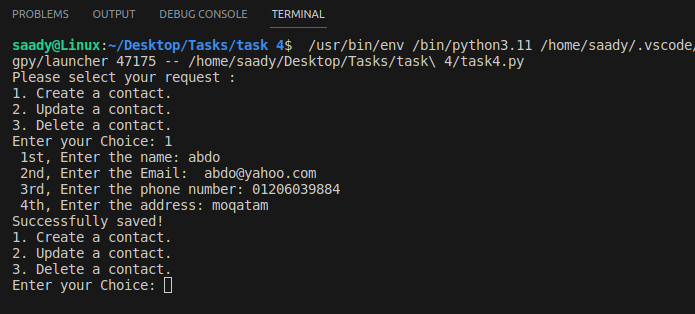 PROBLEMS OUTPUT DEBUG CONSOLE TERMINAL
saady@Linux:~/Desktop/Tasks/task 4$  /usr/bin/env /bin/python3.11 /home/saady/.vscode/
gpy/launcher 47175 -- /home/saady/Desktop/Tasks/task\ 4/task4.py
Please select your request :
1. Create a contact.
2. Update a contact.
3. Delete a contact.
Enter your Choice: 1
 1st, Enter the name: abdo
 2nd, Enter the Email:  abdo@yahoo.com
 3rd, Enter the phone number: 01206039884
 4th, Enter the address: moqatam
Successfully saved!
1. Create a contact.
2. Update a contact.
3. Delete a contact.
Enter your Choice: